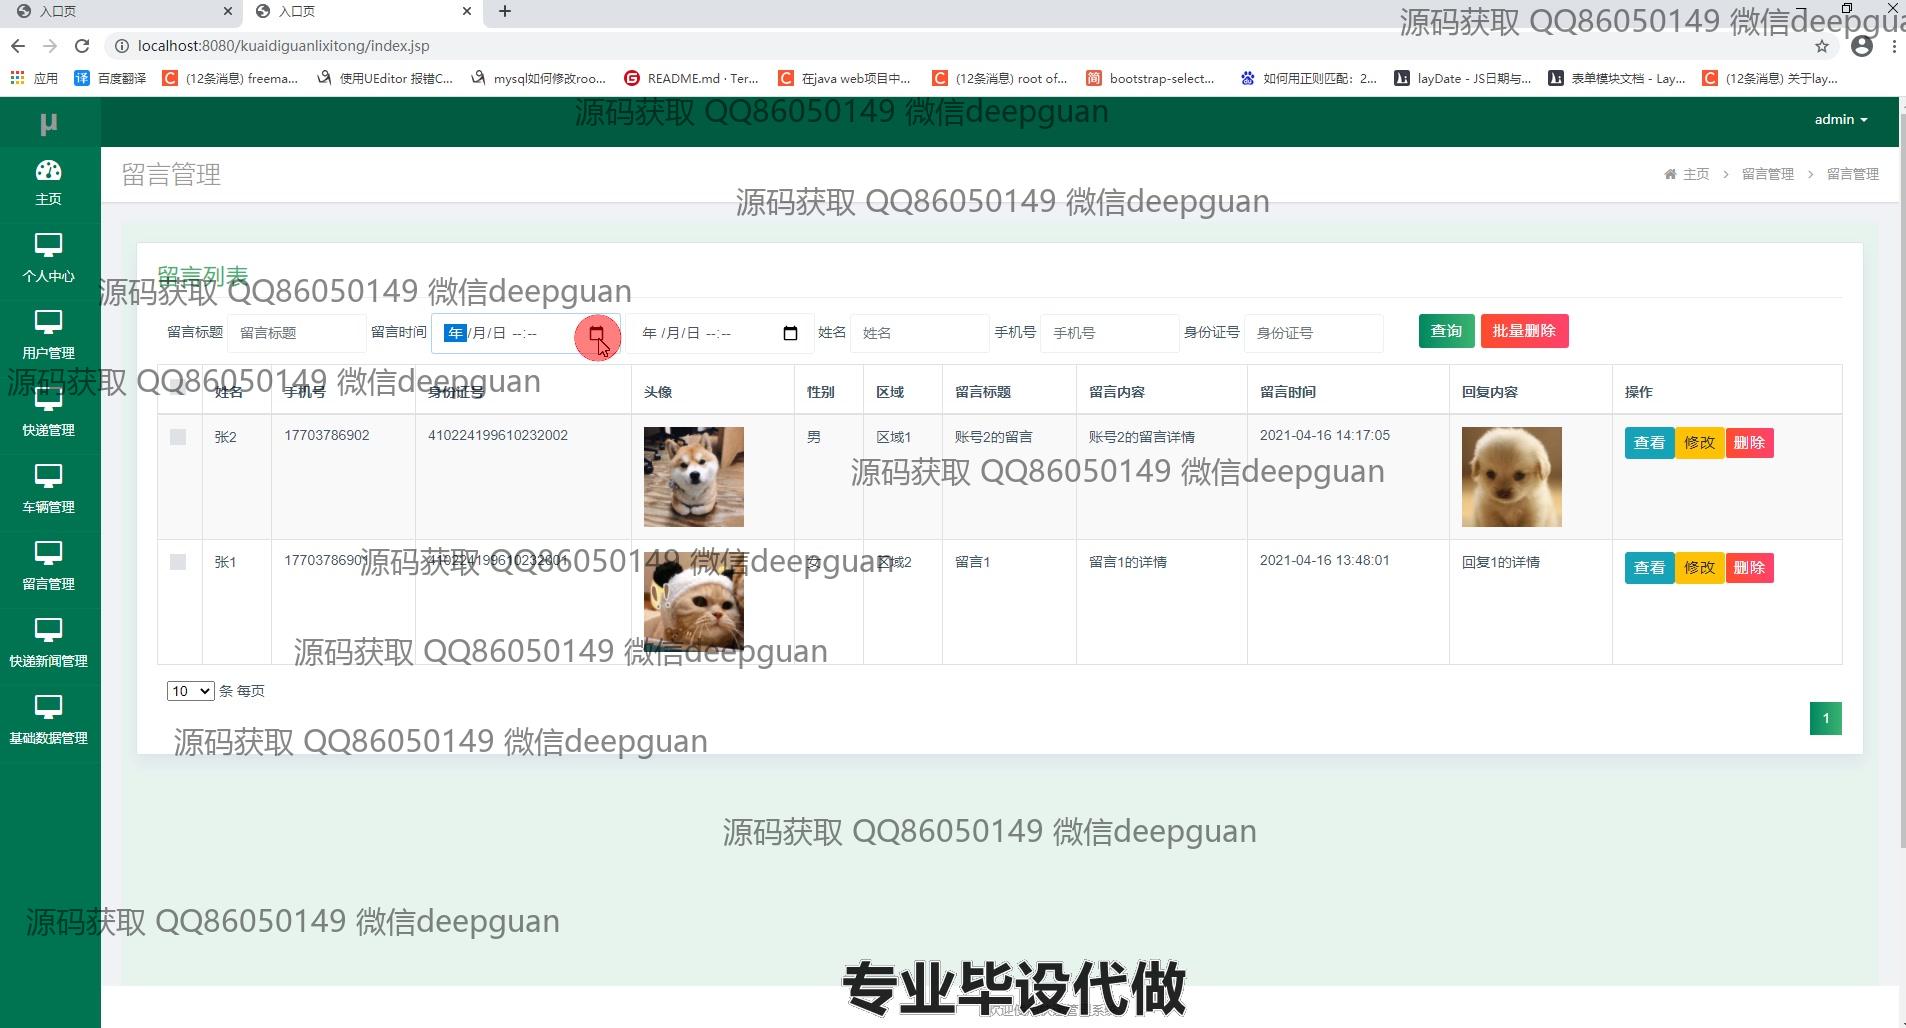 入口页
入口页
源码获取 QQ86050149 微信deepgua
localhost:8080/kuaidiguanlixitong/index.jsp
应用 百度翻译 (12条消息) freema... 使用UEditor 报错C... mysql如何修改roo... README.md · Ter... 在java web项目中... (12条消息) root of... bootstrap-select... 如何用正则匹配：2... layDate - JS日期与... 表单模块文档 - Lay... (12条消息) 关于lay...
源码获取 QQ86050149 微信deepguan
μ
admin
主页
个人中心
用户管理
快递管理
车辆管理
留言管理
快递新闻管理
基础数据管理
留言管理
主页 > 留言管理 > 留言管理
源码获取 QQ86050149 微信deepguan
留言列表
源码获取 QQ86050149 微信deepguan
留言标题 留言标题 留言时间 年/月/日 --:-- 年/月/日 --:-- 姓名 姓名 手机号 手机号 身份证号 身份证号 查询 批量删除
源码获取 QQ86050149 微信deepguan
姓名 手机号 身份证号 头像 性别 区域 留言标题 留言内容 留言时间 回复内容 操作
张2 17703786902 410224199610232002 男 区域1 账号2的留言 账号2的留言详情 2021-04-16 14:17:05 查看 修改 删除
源码获取 QQ86050149 微信deepguan
张1 17703786901 410224199610232001 女 区域2 留言1 留言1的详情 2021-04-16 13:48:01 回复1的详情 查看 修改 删除
源码获取 QQ86050149 微信deepguan
源码获取 QQ86050149 微信deepguan
10 条 每页
1
源码获取 QQ86050149 微信deepguan
源码获取 QQ86050149 微信deepguan
源码获取 QQ86050149 微信deepguan
专业毕设代做